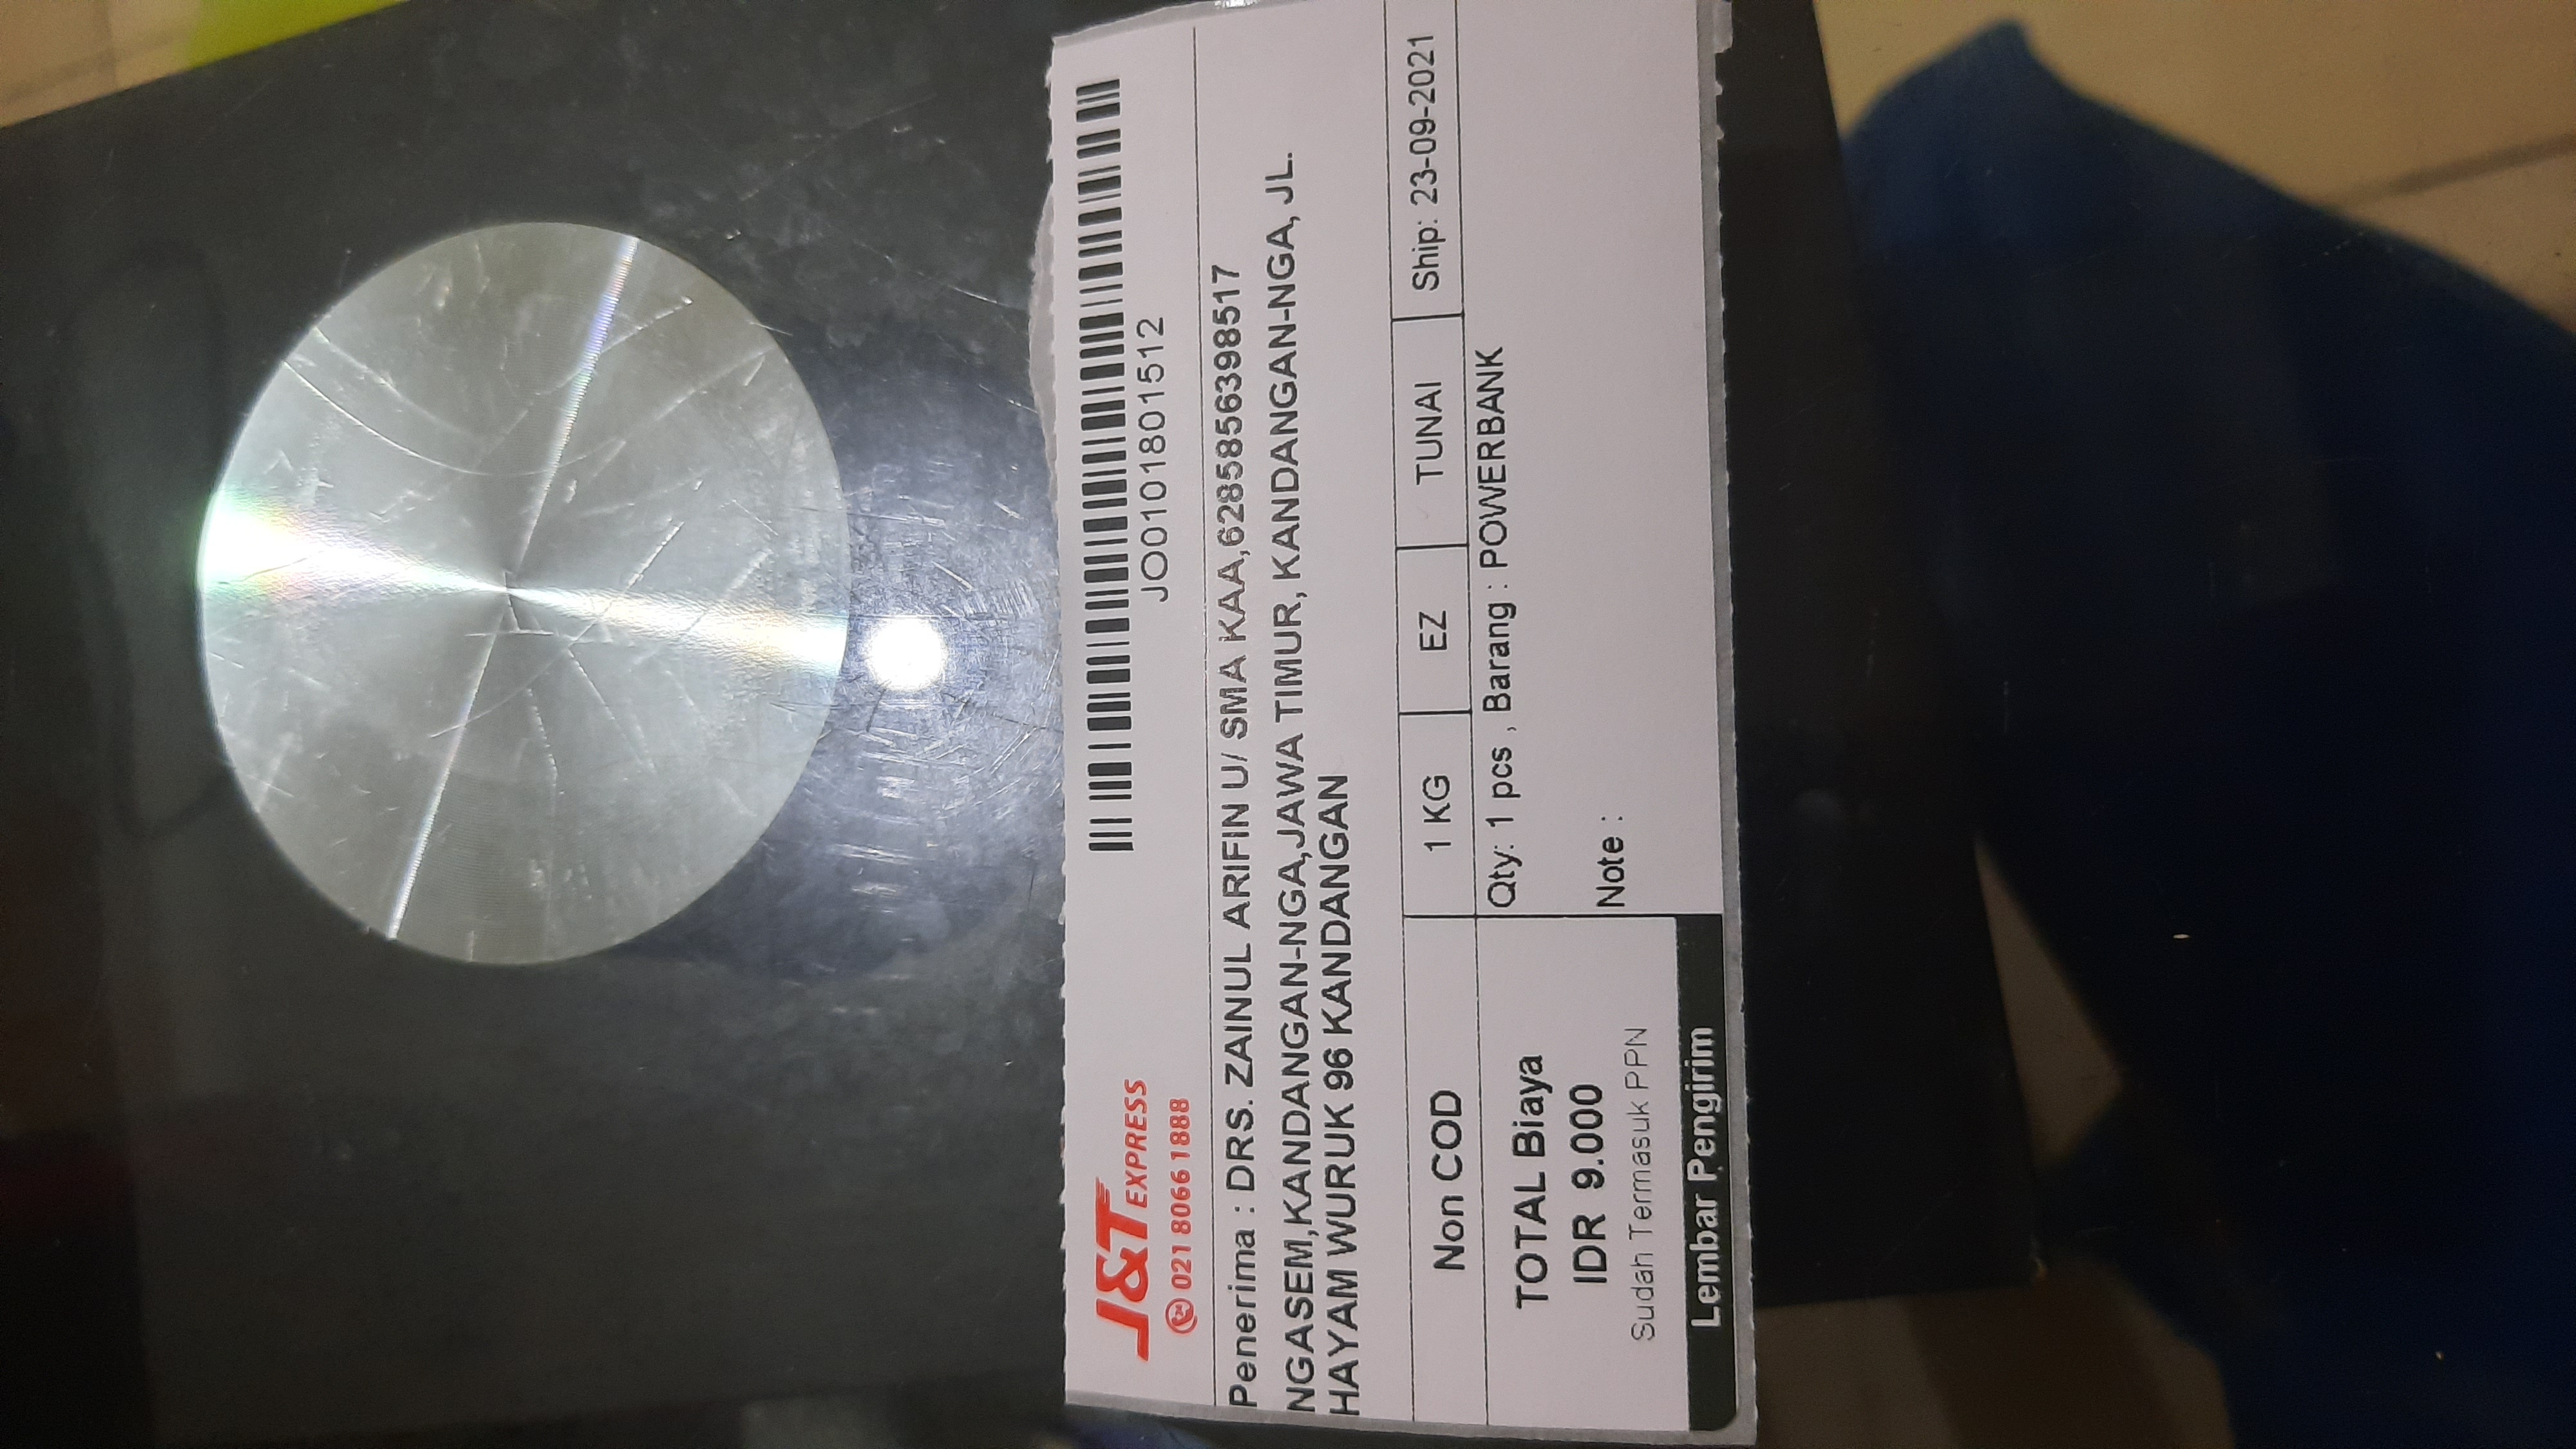 J&T EXPRESS
021 8066 1888
JO0101801512
Penerima : DRS. ZAINUL ARIFIN U/ SMA KAA,6285856398517
NGASEM,KANDANGAN-NGA,JAWA TIMUR, KANDANGAN-NGA, JL.
HAYAM WURUK 96 KANDANGAN
Non COD
1 KG
EZ
TUNAI
Ship: 23-09-2021
TOTAL Biaya
IDR 9.000
Sudah Termasuk PPN
Lembar Pengirim
Qty: 1 pcs , Barang : POWERBANK
Note :